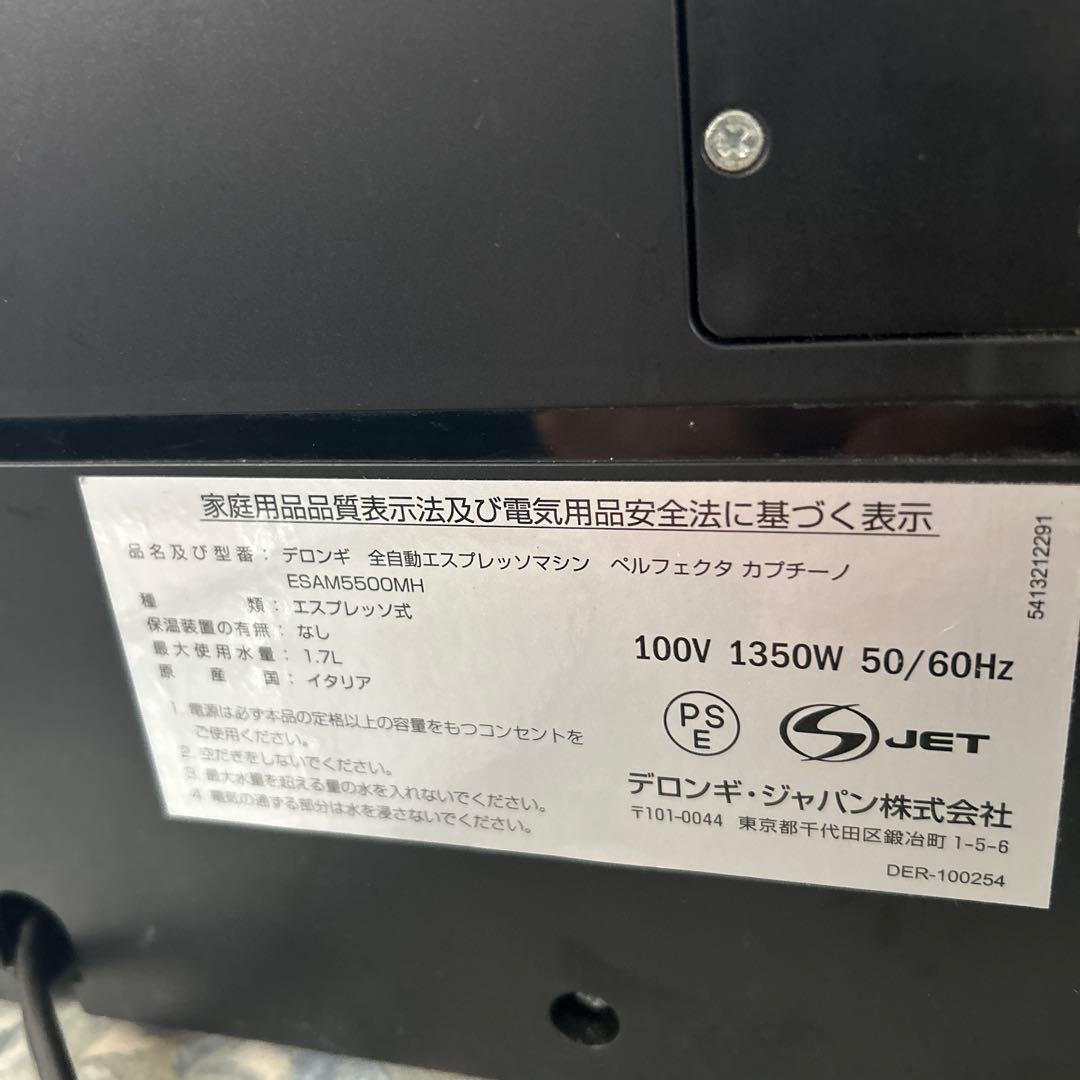 家庭用品品質表示法及び電気用品安全法に基づく表示
品名及び型番： デロンギ 全自動エスプレッソマシン ペルフェクタ カプチーノ
ESAM5500MH
種類： エスプレッソ式
保温装置の有無： なし
最大使用水量： 1.7L
原産国： イタリア
1. 電源は必ず本品の定格以上の容量をもつコンセントを
ご使用ください。
2. 空だきをしないでください。
3. 最大水量を超える量の水を入れないでください。
4. 電気の通ずる部分は水を浸さないでください。
100V 1350W 50/60Hz
PS
E
S JET
デロンギ・ジャパン株式会社
〒101-0044 東京都千代田区鍛冶町 1-5-6
DER-100254
5413212291